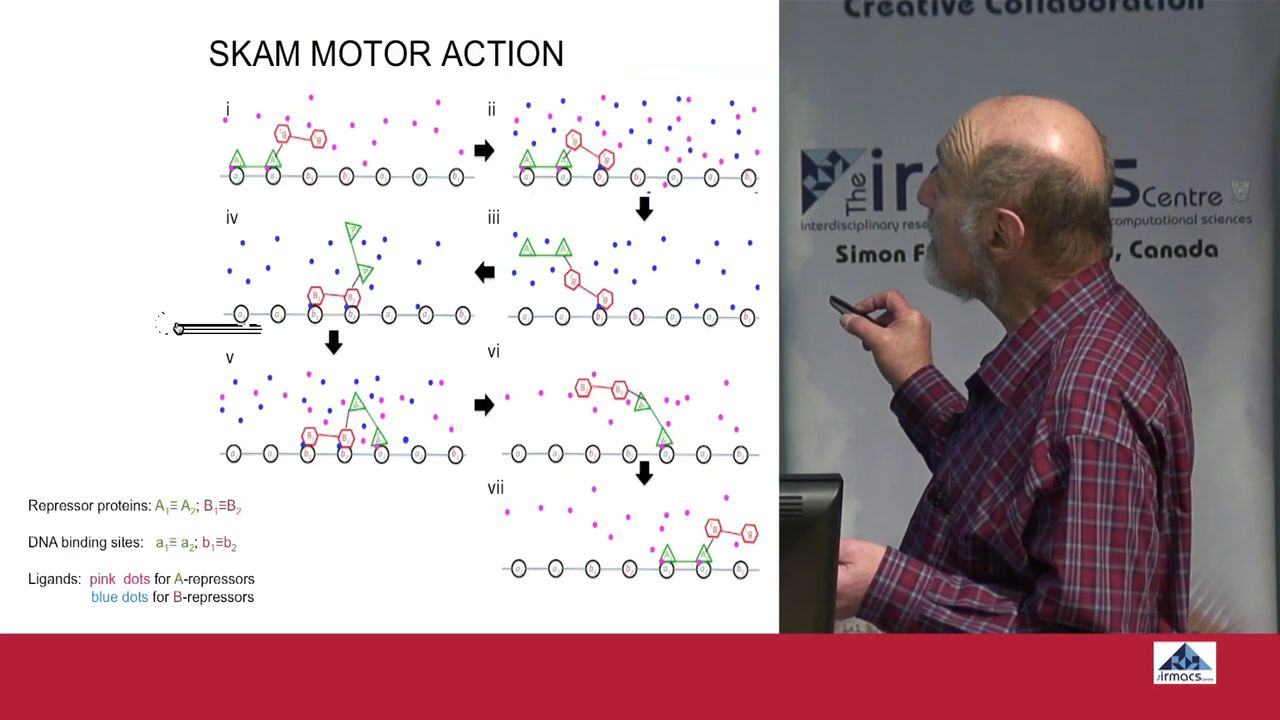 SKAM MOTOR ACTION
i
ii
iv
iii
v
vi
vii
Repressor proteins: A₁≡ A₂; B₁≡B₂
DNA binding sites: a₁≡ a₂; b₁≡b₂
Ligands: pink dots for A-repressors
blue dots for B-repressors
Creative Collaboration
The
Centre
interdisciplinary
computational sciences
Simon
Canada
irmacs